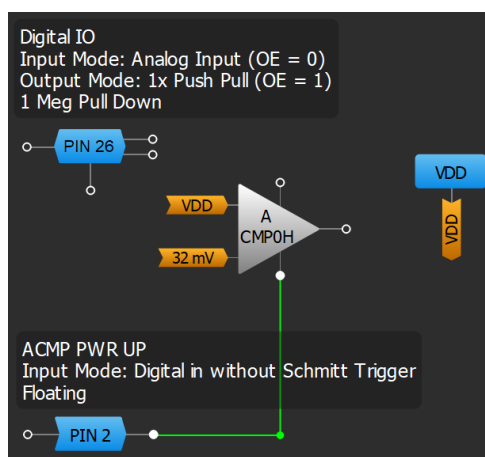 Digital IO
Input Mode: Analog Input (OE = 0)
Output Mode: 1x Push Pull (OE = 1)
1 Meg Pull Down
PIN 26
VDD
VDD
A
CMP0H
VDD
32 mV
ACMP PWR UP
Input Mode: Digital in without Schmitt Trigger
Floating
PIN 2